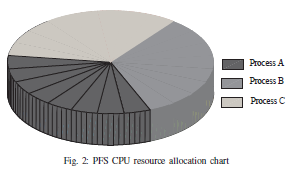 Process A
Process B
Process C
Fig. 2: PFS CPU resource allocation chart